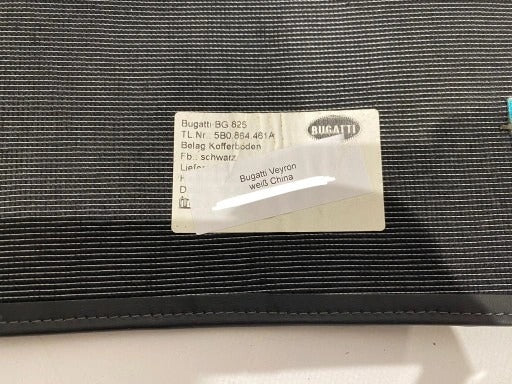 Bugatti-BG 825
BUGATTI
TL.Nr.: 5B0.864.461A
Belag Kofferboden
Fb.: schwarz
Bugatti Veyron
weiß China